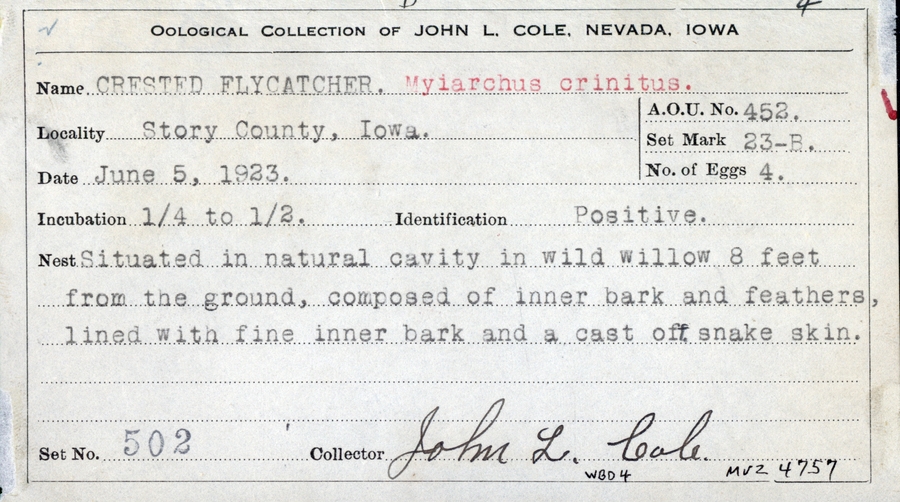 OOLOGICAL COLLECTION OF JOHN L. COLE, NEVADA, IOWA
Name CRESTED FLYCATCHER. Myiarchus crinitus.
A.O.U. No. 452.
Locality Story County, Iowa.
Set Mark 23-B.
Date June 5, 1923.
No. of Eggs 4.
Incubation 1/4 to 1/2. Identification Positive.
Nest Situated in natural cavity in wild willow 8 feet
from the ground, composed of inner bark and feathers,
lined with fine inner bark and a cast off snake skin.
Set No. 502 Collector John L. Cole.
WBD4 MVZ 4757